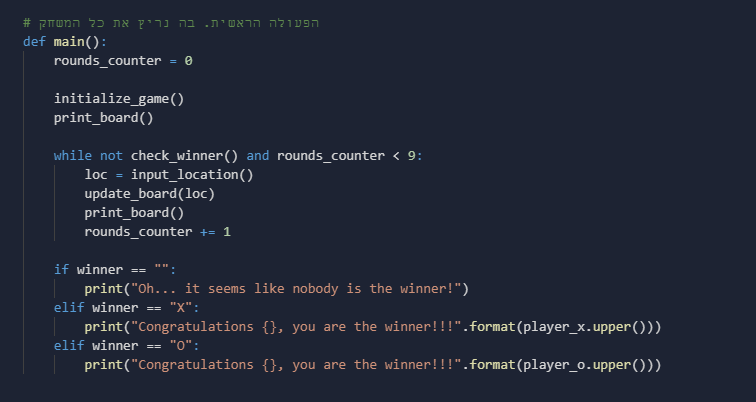 # הפעולה הראשית. בה נריץ את כל המשחק
def main():
    rounds_counter = 0
    initialize_game()
    print_board()
    while not check_winner() and rounds_counter < 9:
        loc = input_location()
        update_board(loc)
        print_board()
        rounds_counter += 1
    if winner == "":
        print("Oh... it seems like nobody is the winner!")
    elif winner == "X":
        print("Congratulations {}, you are the winner!!!".format(player_x.upper()))
    elif winner == "O":
        print("Congratulations {}, you are the winner!!!".format(player_o.upper()))